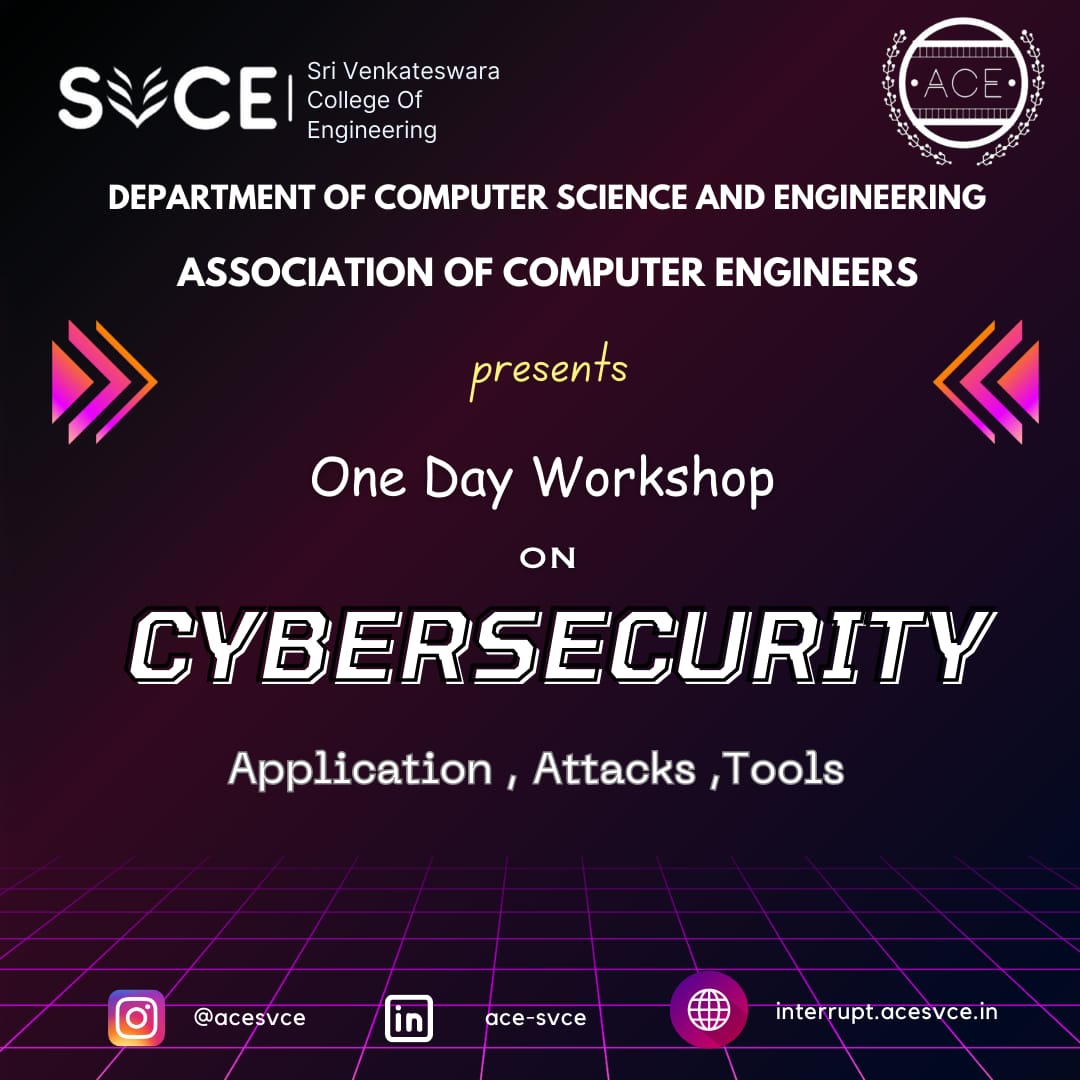 SVCE
Sri Venkateswara
College Of
Engineering
• ACE •
DEPARTMENT OF COMPUTER SCIENCE AND ENGINEERING
ASSOCIATION OF COMPUTER ENGINEERS
presents
One Day Workshop
ON
CYBERSECURITY
Application , Attacks ,Tools
@acesvce
in
ace-svce
interrupt.acesvce.in